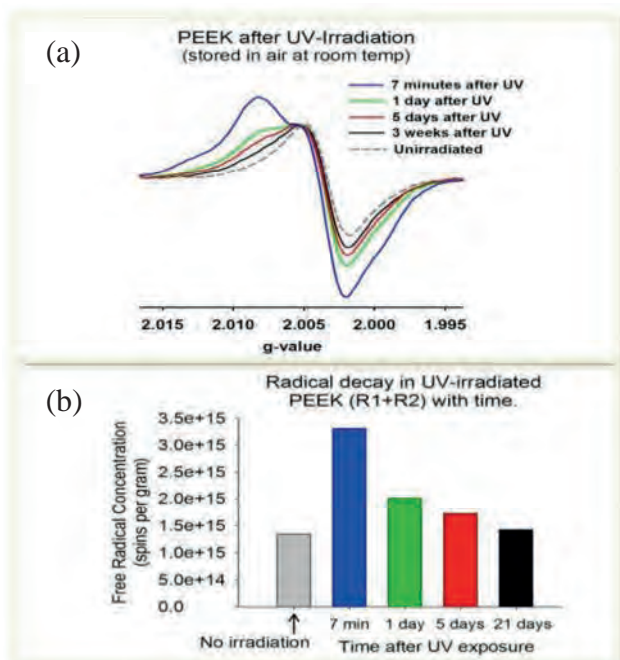 (a)
PEEK after UV-Irradiation
(stored in air at room temp)
7 minutes after UV
1 day after UV
5 days after UV
3 weeks after UV
Unirradiated
2.015 2.010 2.005 2.000 1.995
g-value
(b)
Radical decay in UV-irradiated
PEEK (R1+R2) with time.
Free Radical Concentration
(spins per gram)
3.5e+15
3.0e+15
2.0e+15
1.5e+15
1.0e+15
5.0e+14
0.0
7 min 1 day 5 days 21 days
No irradiation
Time after UV exposure